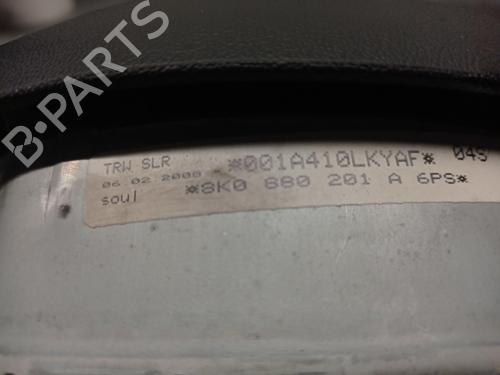 B-PARTS
TRW SLR *001A410LKYAF* 04S
06.02.2008
*8K0 880 201 A 6PS*
soul